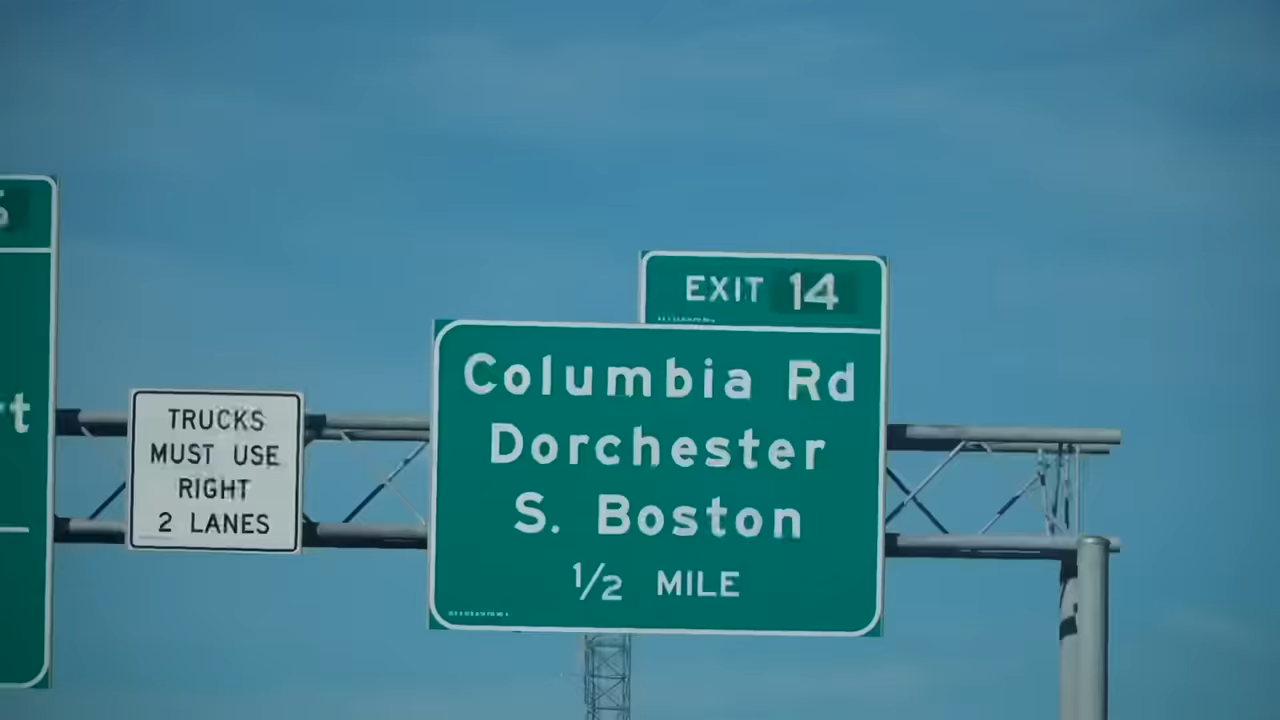 EXIT 14
Columbia Rd
Dorchester
S. Boston
1/2 MILE
TRUCKS
MUST USE
RIGHT
2 LANES